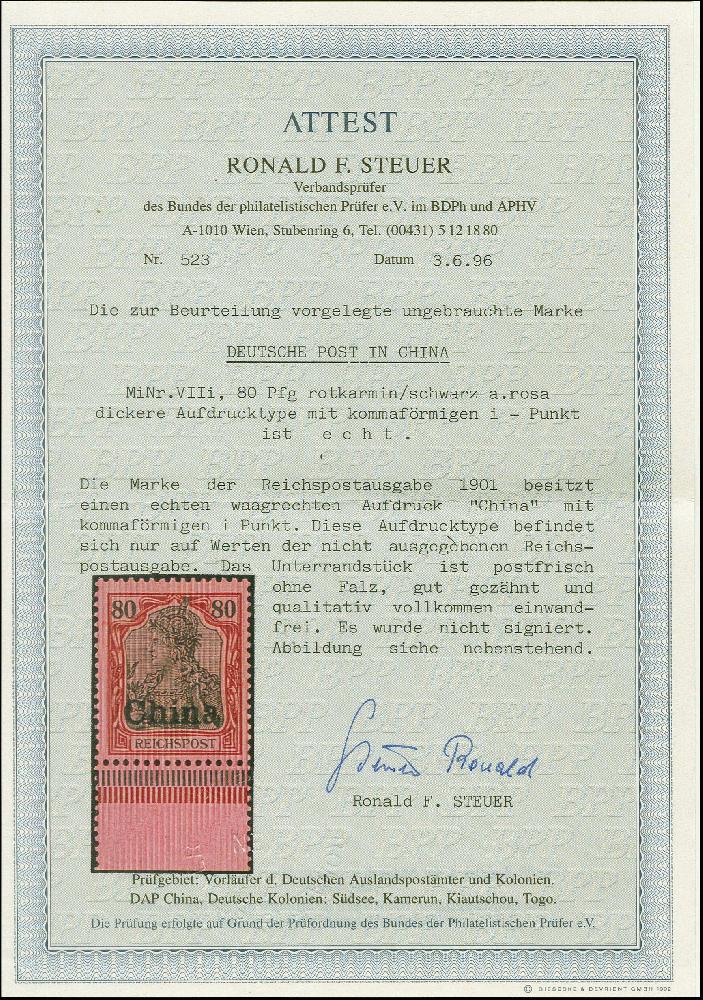 ATTEST
RONALD F. STEUER
Verbandsprüfer
des Bundes der philatelistischen Prüfer e.V. im BDPh und APHV
A-1010 Wien, Stubenring 6, Tel. (00431) 5 12 18 80
Nr. 523 Datum 3.6.96
Die zur Beurteilung vorgelegte ungebrauchte Marke
DEUTSCHE POST IN CHINA
MiNr.VIIi, 80 Pfg rotkarmin/schwarz a.rosa
dickere Aufdrucktype mit kommaförmigen i - Punkt
ist e c h t .
Die Marke der Reichspostausgabe 1901 besitzt
einen echten waagrechten Aufdruck "China" mit
kommaförmigen i Punkt. Diese Aufdrucktype befindet
sich nur auf Werten der nicht ausgegebenen Reichs-
postausgabe. Das Unterrandstück ist postfrisch
ohne Falz, gut gezähnt und
qualitativ vollkommen einwand-
frei. Es wurde nicht signiert.
Abbildung siehe nebenstehend.
80 80
China
REICHSPOST
Steuer Ronald
Ronald F. STEUER
Prüfgebiet: Vorläufer d. Deutschen Auslandspostämter und Kolonien.
DAP China, Deutsche Kolonien: Südsee, Kamerun, Kiautschou, Togo.
Die Prüfung erfolgte auf Grund der Prüfordnung des Bundes der Philatelistischen Prüfer e.V.
© GIESECKE & DEVRIENT GMBH 1992